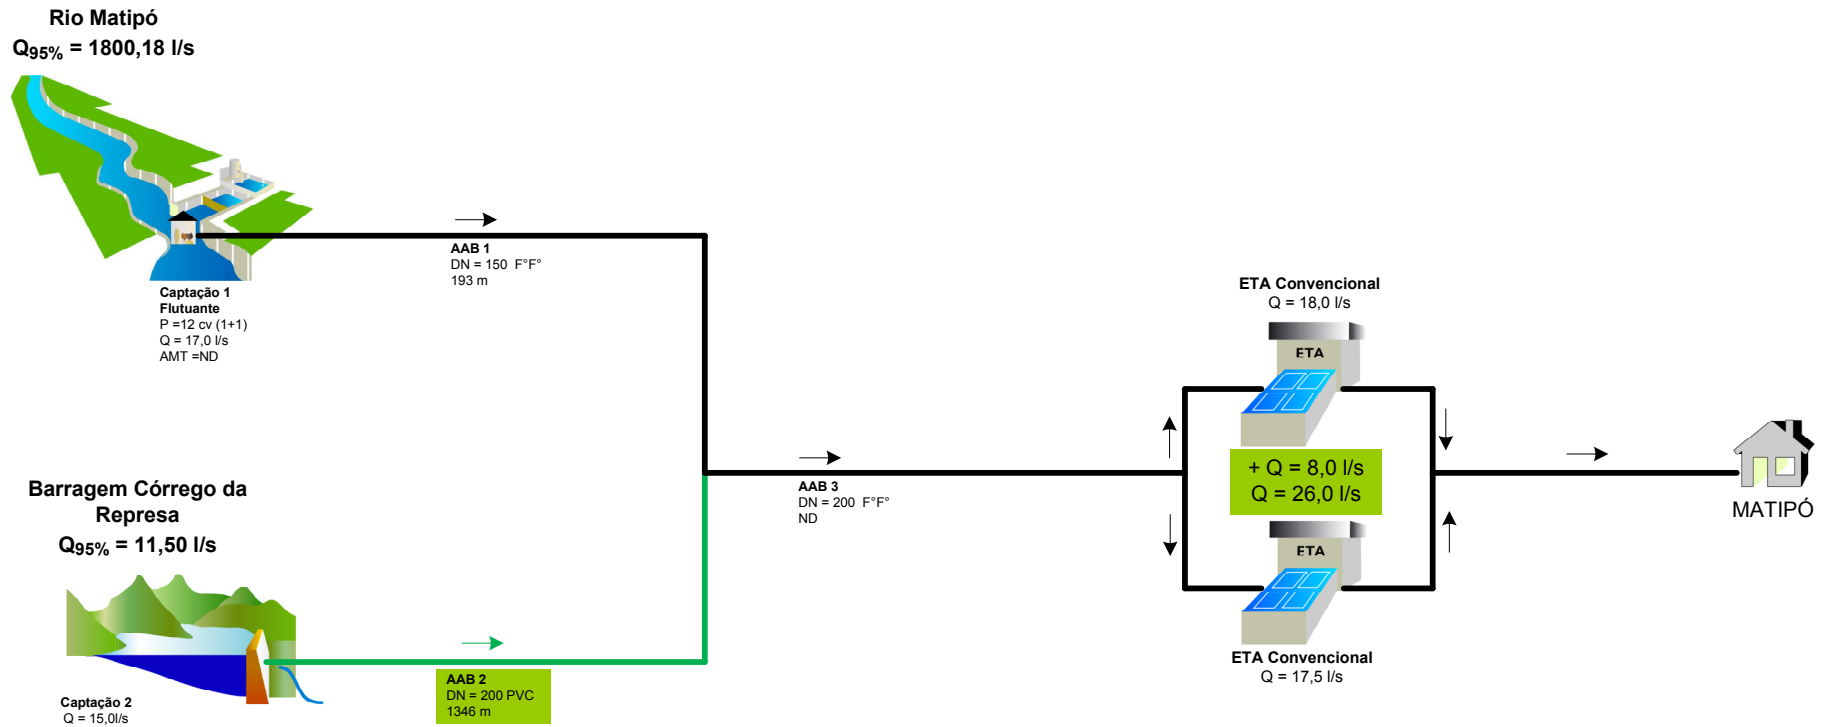 Rio Matipó
Q95% = 1800,18 l/s
AAB 1
DN = 150 F°F°
193 m
Captação 1
Flutuante
P =12 cv (1+1)
Q = 17,0 l/s
AMT =ND
ETA Convencional
Q = 18,0 l/s
ETA
+ Q = 8,0 l/s
Q = 26,0 l/s
AAB 3
DN = 200 F°F°
ND
MATIPÓ
Barragem Córrego da
Represa
Q95% = 11,50 l/s
ETA
ETA Convencional
Q = 17,5 l/s
AAB 2
DN = 200 PVC
1346 m
Captação 2
Q = 15,0l/s